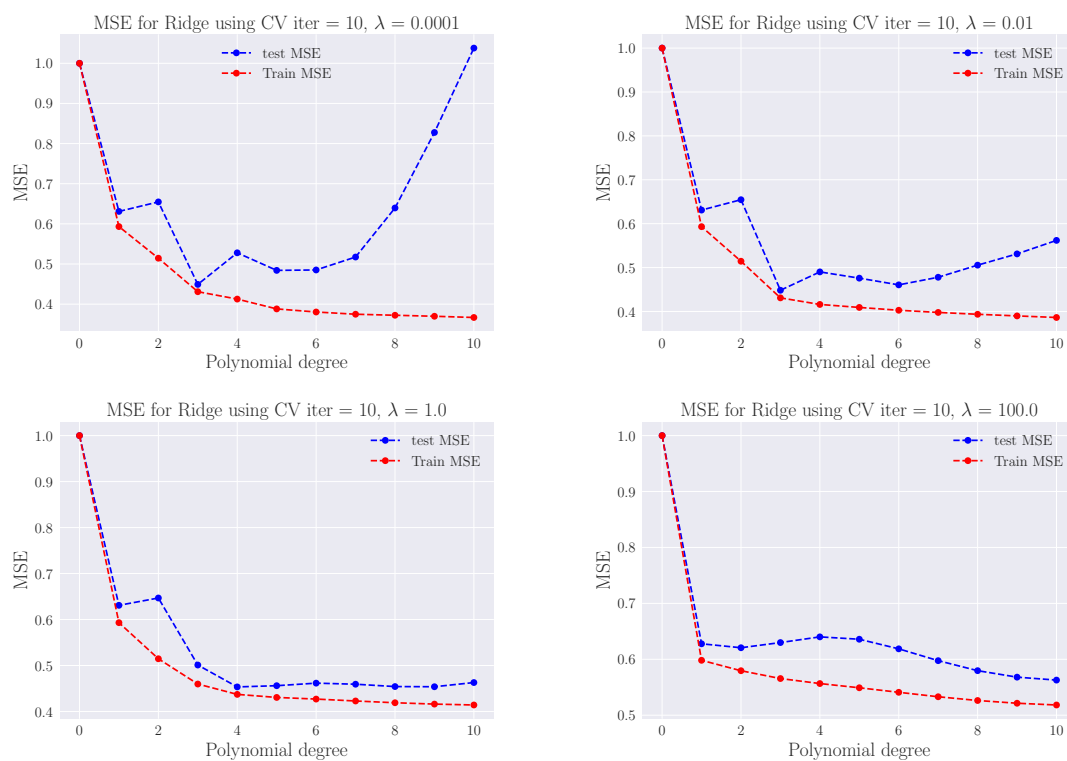 MSE for Ridge using CV iter = 10, λ = 0.0001
test MSE
Train MSE
1.0
0.9
0.8
0.7
0.6
0.5
0.4
MSE
0 2 4 6 8 10
Polynomial degree
MSE for Ridge using CV iter = 10, λ = 0.01
test MSE
Train MSE
1.0
0.9
0.8
0.7
0.6
0.5
0.4
MSE
0 2 4 6 8 10
Polynomial degree
MSE for Ridge using CV iter = 10, λ = 1.0
test MSE
Train MSE
1.0
0.9
0.8
0.7
0.6
0.5
0.4
MSE
0 2 4 6 8 10
Polynomial degree
MSE for Ridge using CV iter = 10, λ = 100.0
test MSE
Train MSE
1.0
0.9
0.8
0.7
0.6
0.5
MSE
0 2 4 6 8 10
Polynomial degree